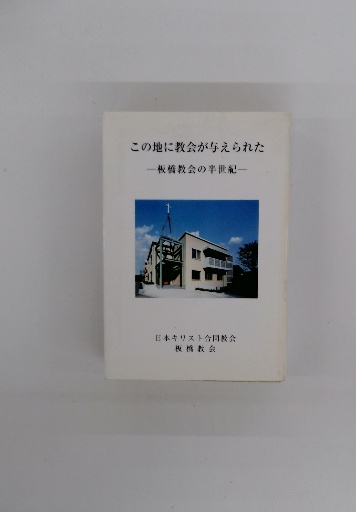 この地に教会が与えられた
―板橋教会の半世紀―
日本キリスト合同教会
板橋教会